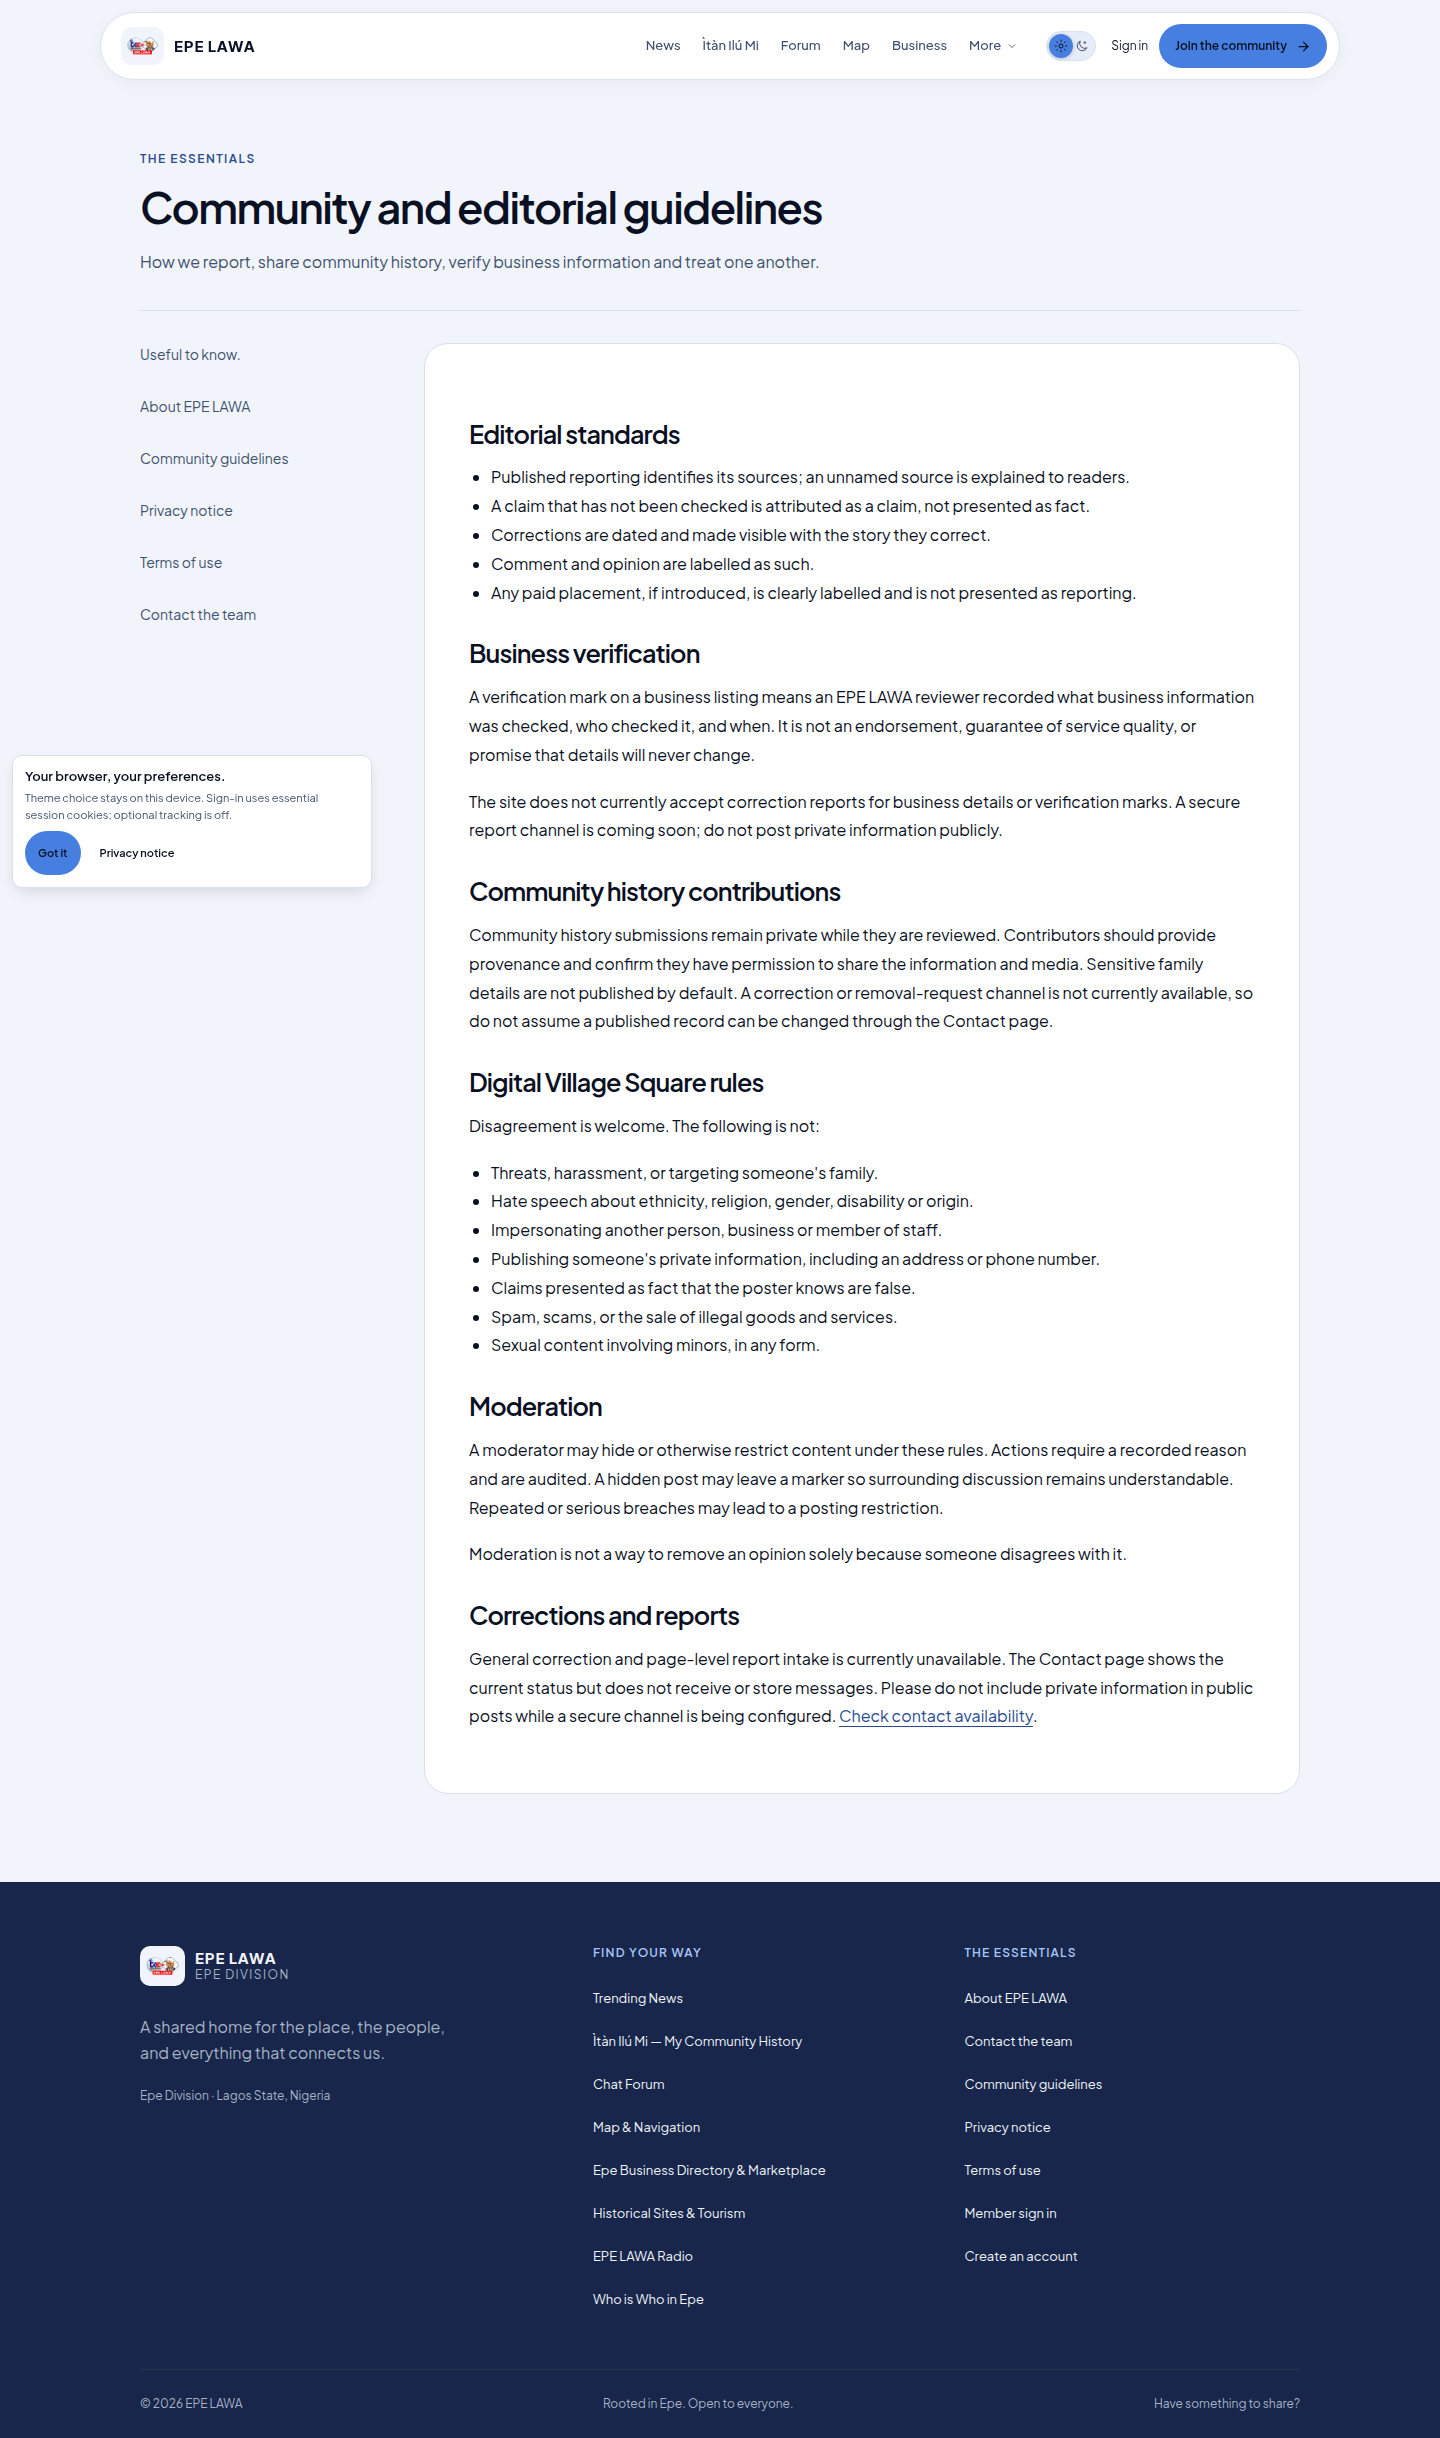 EPE LAWA
News
Ìtàn Ilú Mi
Forum
Map
Business
More
Sign in
Join the community
THE ESSENTIALS
Community and editorial guidelines
How we report, share community history, verify business information and treat one another.
Useful to know.
About EPE LAWA
Community guidelines
Privacy notice
Terms of use
Contact the team
Your browser, your preferences.
Theme choice stays on this device. Sign-in uses essential
session cookies; optional tracking is off.
Got it
Privacy notice
Editorial standards
• Published reporting identifies its sources; an unnamed source is explained to readers.
• A claim that has not been checked is attributed as a claim, not presented as fact.
• Corrections are dated and made visible with the story they correct.
• Comment and opinion are labelled as such.
• Any paid placement, if introduced, is clearly labelled and is not presented as reporting.
Business verification
A verification mark on a business listing means an EPE LAWA reviewer recorded what business information
was checked, who checked it, and when. It is not an endorsement, guarantee of service quality, or
promise that details will never change.
The site does not currently accept correction reports for business details or verification marks. A secure
report channel is coming soon; do not post private information publicly.
Community history contributions
Community history submissions remain private while they are reviewed. Contributors should provide
provenance and confirm they have permission to share the information and media. Sensitive family
details are not published by default. A correction or removal-request channel is not currently available, so
do not assume a published record can be changed through the Contact page.
Digital Village Square rules
Disagreement is welcome. The following is not:
• Threats, harassment, or targeting someone's family.
• Hate speech about ethnicity, religion, gender, disability or origin.
• Impersonating another person, business or member of staff.
• Publishing someone's private information, including an address or phone number.
• Claims presented as fact that the poster knows are false.
• Spam, scams, or the sale of illegal goods and services.
• Sexual content involving minors, in any form.
Moderation
A moderator may hide or otherwise restrict content under these rules. Actions require a recorded reason
and are audited. A hidden post may leave a marker so surrounding discussion remains understandable.
Repeated or serious breaches may lead to a posting restriction.
Moderation is not a way to remove an opinion solely because someone disagrees with it.
Corrections and reports
General correction and page-level report intake is currently unavailable. The Contact page shows the
current status but does not receive or store messages. Please do not include private information in public
posts while a secure channel is being configured. Check contact availability.
EPE LAWA
EPE DIVISION
A shared home for the place, the people,
and everything that connects us.
Epe Division · Lagos State, Nigeria
FIND YOUR WAY
Trending News
Ìtàn Ilú Mi — My Community History
Chat Forum
Map & Navigation
Epe Business Directory & Marketplace
Historical Sites & Tourism
EPE LAWA Radio
Who is Who in Epe
THE ESSENTIALS
About EPE LAWA
Contact the team
Community guidelines
Privacy notice
Terms of use
Member sign in
Create an account
© 2026 EPE LAWA
Rooted in Epe. Open to everyone.
Have something to share?